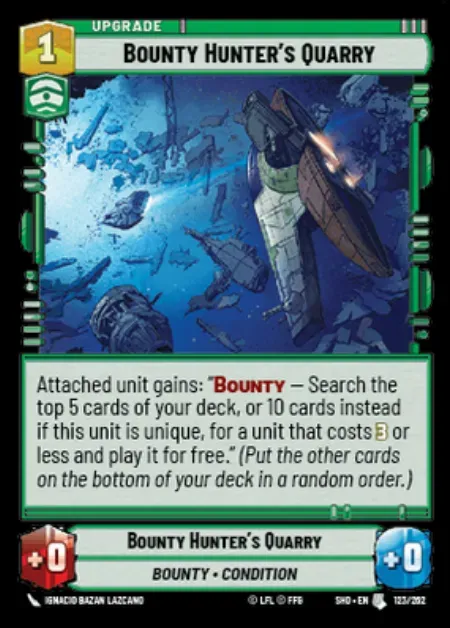 UPGRADE
1
BOUNTY HUNTER'S QUARRY
Attached unit gains: "BOUNTY — Search the
top 5 cards of your deck, or 10 cards instead
if this unit is unique, for a unit that costs 3 or
less and play it for free." (Put the other cards
on the bottom of your deck in a random order.)
+0
BOUNTY HUNTER'S QUARRY
+0
BOUNTY • CONDITION
IGNACIO BAZAN LAZCANO
© LFL © FFG
SHD • EN
123/262